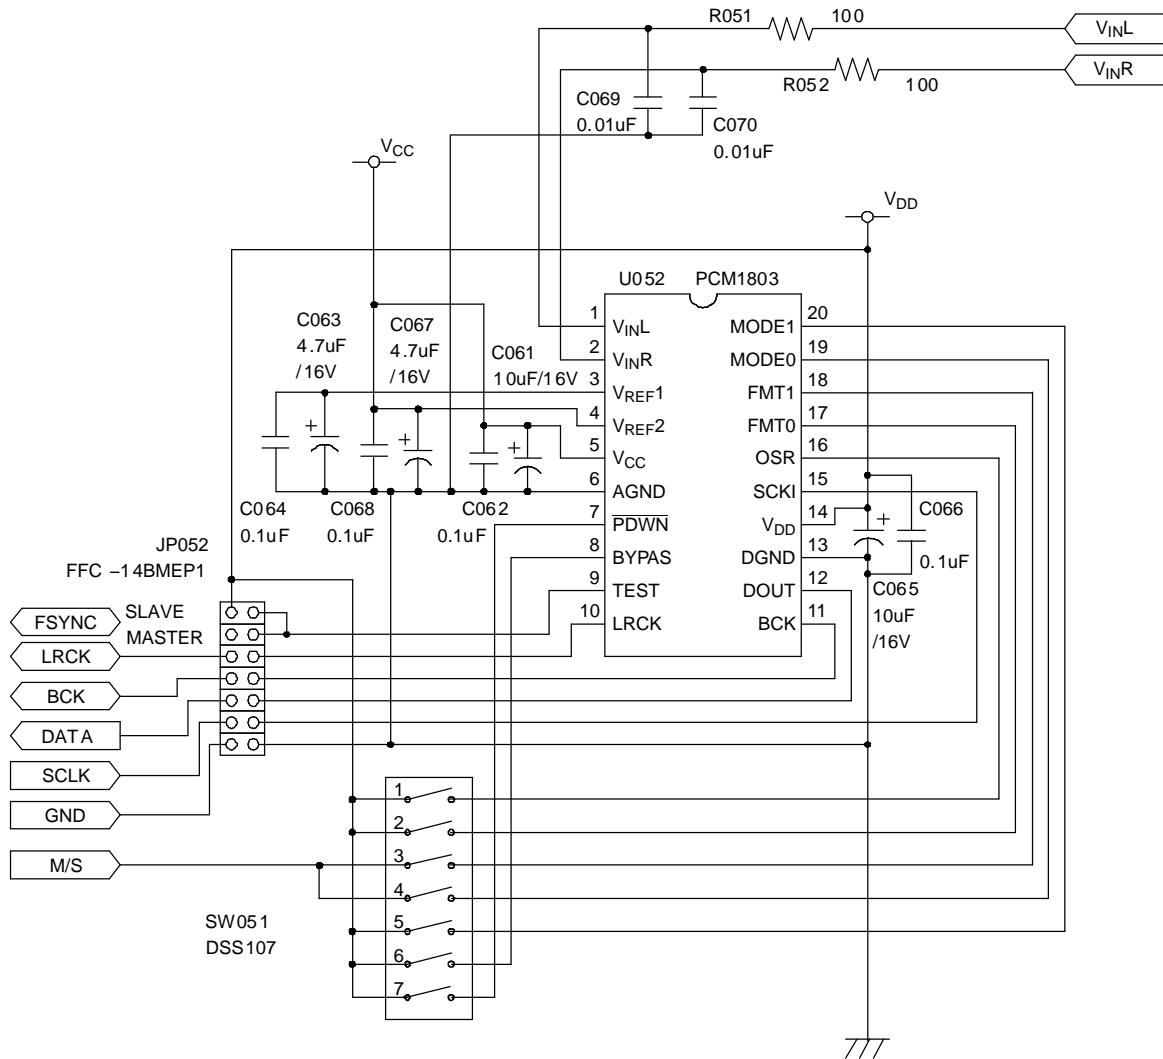 R051 100 VINL
R052 100 VINR
C069
0.01uF
C070
0.01uF
VCC
VDD
U052 PCM1803
1 VINL MODE1 20
2 VINR MODE0 19
3 VREF1 FMT1 18
4 VREF2 FMT0 17
5 VCC OSR 16
6 AGND SCKI 15
7 PDWN VDD 14
8 BYPAS DGND 13
9 TEST DOUT 12
10 LRCK BCK 11
C063
4.7uF
/16V
C067
4.7uF
/16V
C061
10uF/16V
+
+
+
+
C064
0.1uF
C068
0.1uF
C062
0.1uF
C066
0.1uF
C065
10uF
/16V
JP052
FFC –14BMEP1
SLAVE
MASTER
FSYNC
LRCK
BCK
DATA
SCLK
GND
M/S
1
2
3
4
5
6
7
SW051
DSS107